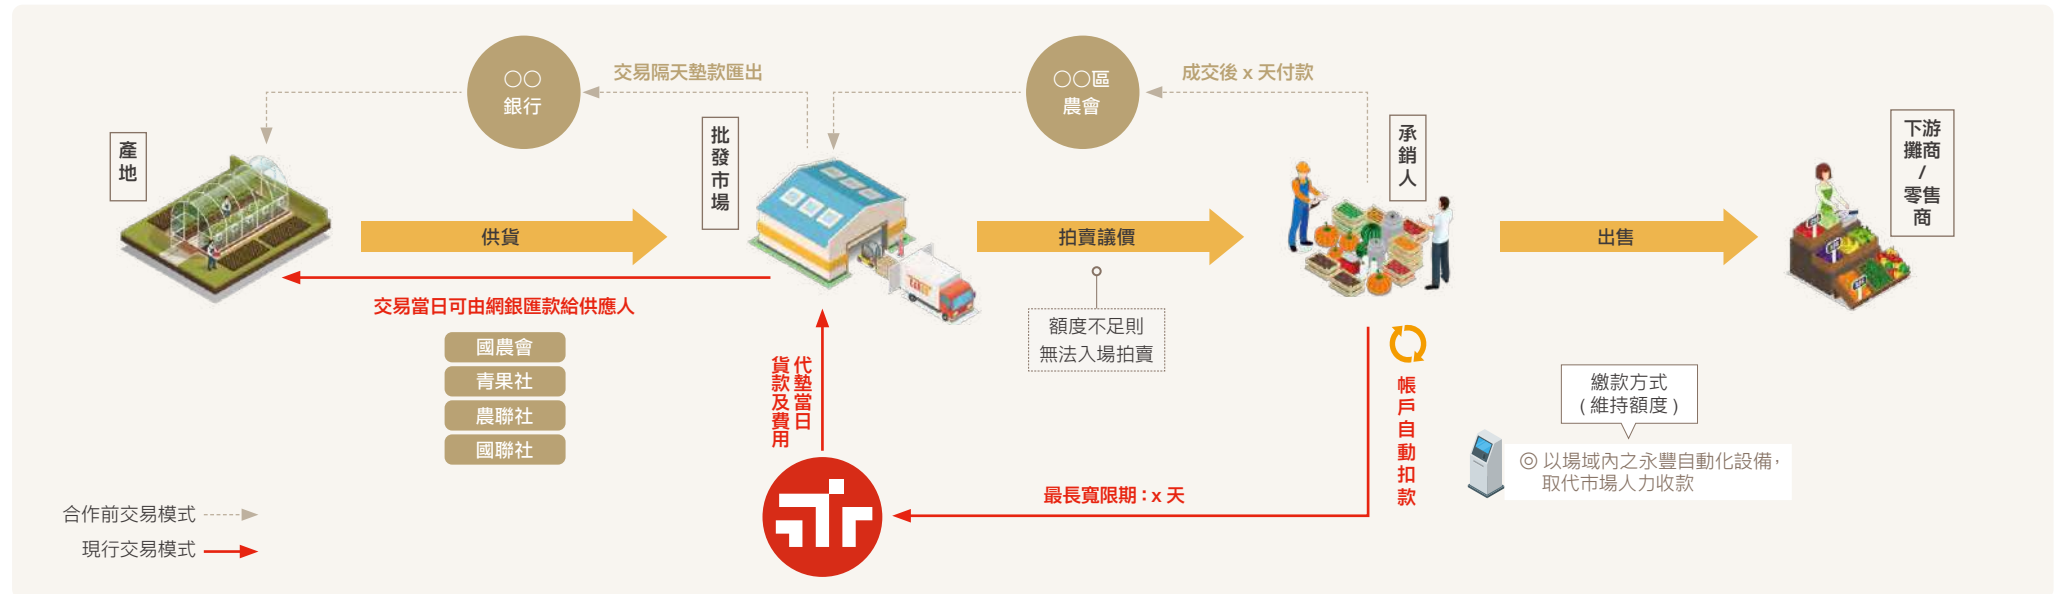 〇〇
銀行
交易隔天墊款匯出
〇〇區
農會
成交後 x 天付款
產地
批發市場
承銷人
下游
攤商
/
零售
商
供貨
拍賣議價
出售
交易當日可由網銀匯款給供應人
國農會
青果社
農聯社
國聯社
額度不足則
無法入場拍賣
代墊當日
貨款及費用
帳戶自動扣款
最長寬限期：x 天
繳款方式
( 維持額度 )
◎ 以場域內之永豐自動化設備，
取代市場人力收款
合作前交易模式
現行交易模式